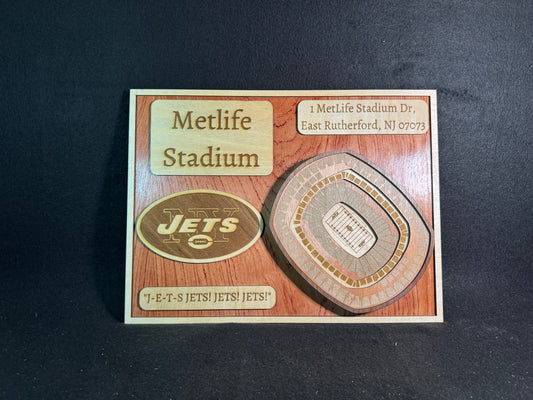 Metlife
Stadium
1 MetLife Stadium Dr,
East Rutherford, NJ 07073
NY
JETS
"J-E-T-S JETS! JETS! JETS!"